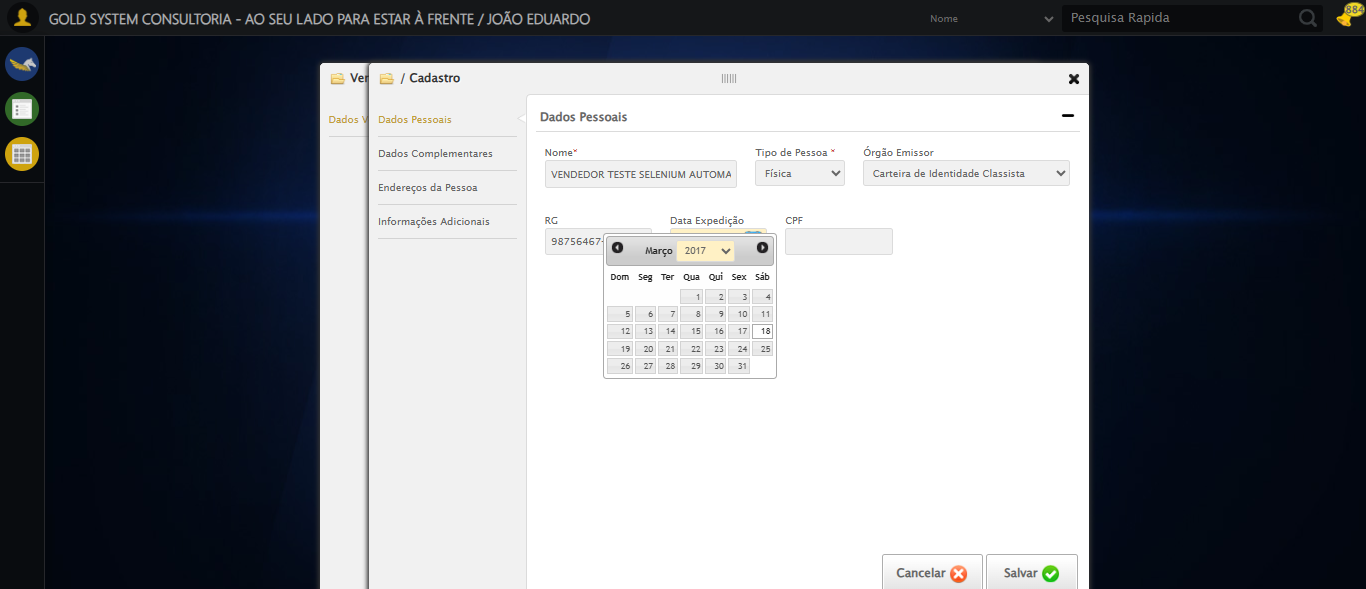 GOLD SYSTEM CONSULTORIA - AO SEU LADO PARA ESTAR À FRENTE / JOÃO EDUARDO
Nome
Pesquisa Rapida
884
Ver
/ Cadastro
Dados V
Dados Pessoais
Dados Complementares
Endereços da Pessoa
Informações Adicionais
Dados Pessoais
Nome* Tipo de Pessoa * Órgão Emissor
VENDEDOR TESTE SELENIUM AUTOMA Física Carteira de Identidade Classista
RG Data Expedição CPF
98756467-
Março 2017
Dom Seg Ter Qua Qui Sex Sáb
1 2 3 4
5 6 7 8 9 10 11
12 13 14 15 16 17 18
19 20 21 22 23 24 25
26 27 28 29 30 31
Cancelar Salvar